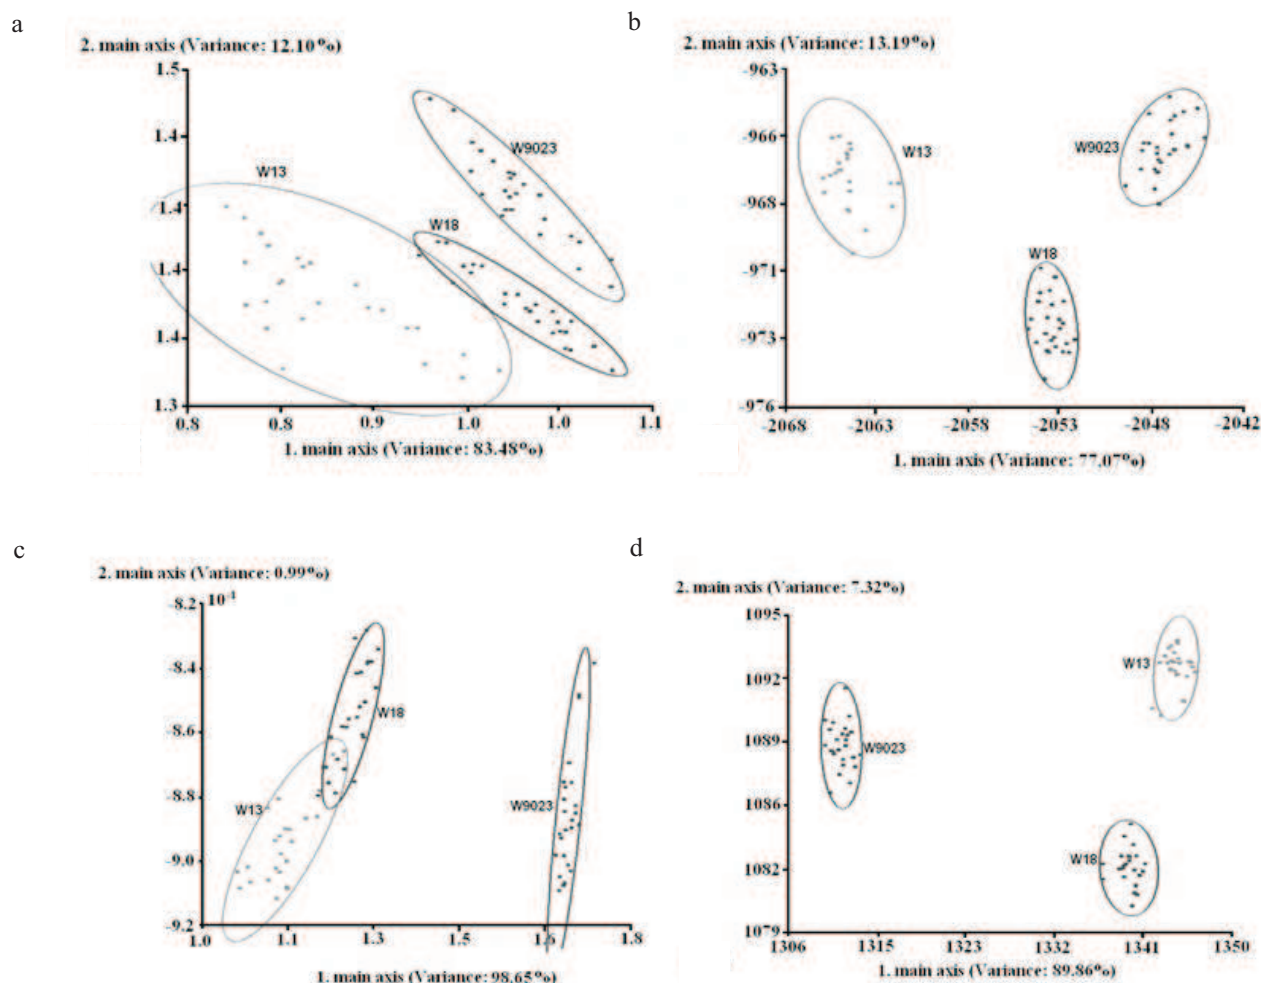 a
2. main axis (Variance: 12.10%)
1.5
1.4
1.4
1.4
1.4
1.3
0.8
0.8
0.9
1.0
1.0
1.1
W13
W9023
W18
1. main axis (Variance: 83.48%)
b
2. main axis (Variance: 13.19%)
-963
-966
-968
-971
-973
-976
-2068
-2063
-2058
-2053
-2048
-2042
W13
W9023
W18
1. main axis (Variance: 77.07%)
c
2. main axis (Variance: 0.99%)
-8.2 10⁻¹
-8.4
-8.6
-8.8
-9.0
-9.2
1.0
1.1
1.3
1.5
1.6
1.8
W18
W13
W9023
1. main axis (Variance: 98.65%)
d
2. main axis (Variance: 7.32%)
1095
1092
1089
1086
1082
1079
1306
1315
1323
1332
1341
1350
W13
W9023
W18
1. main axis (Variance: 89.86%)